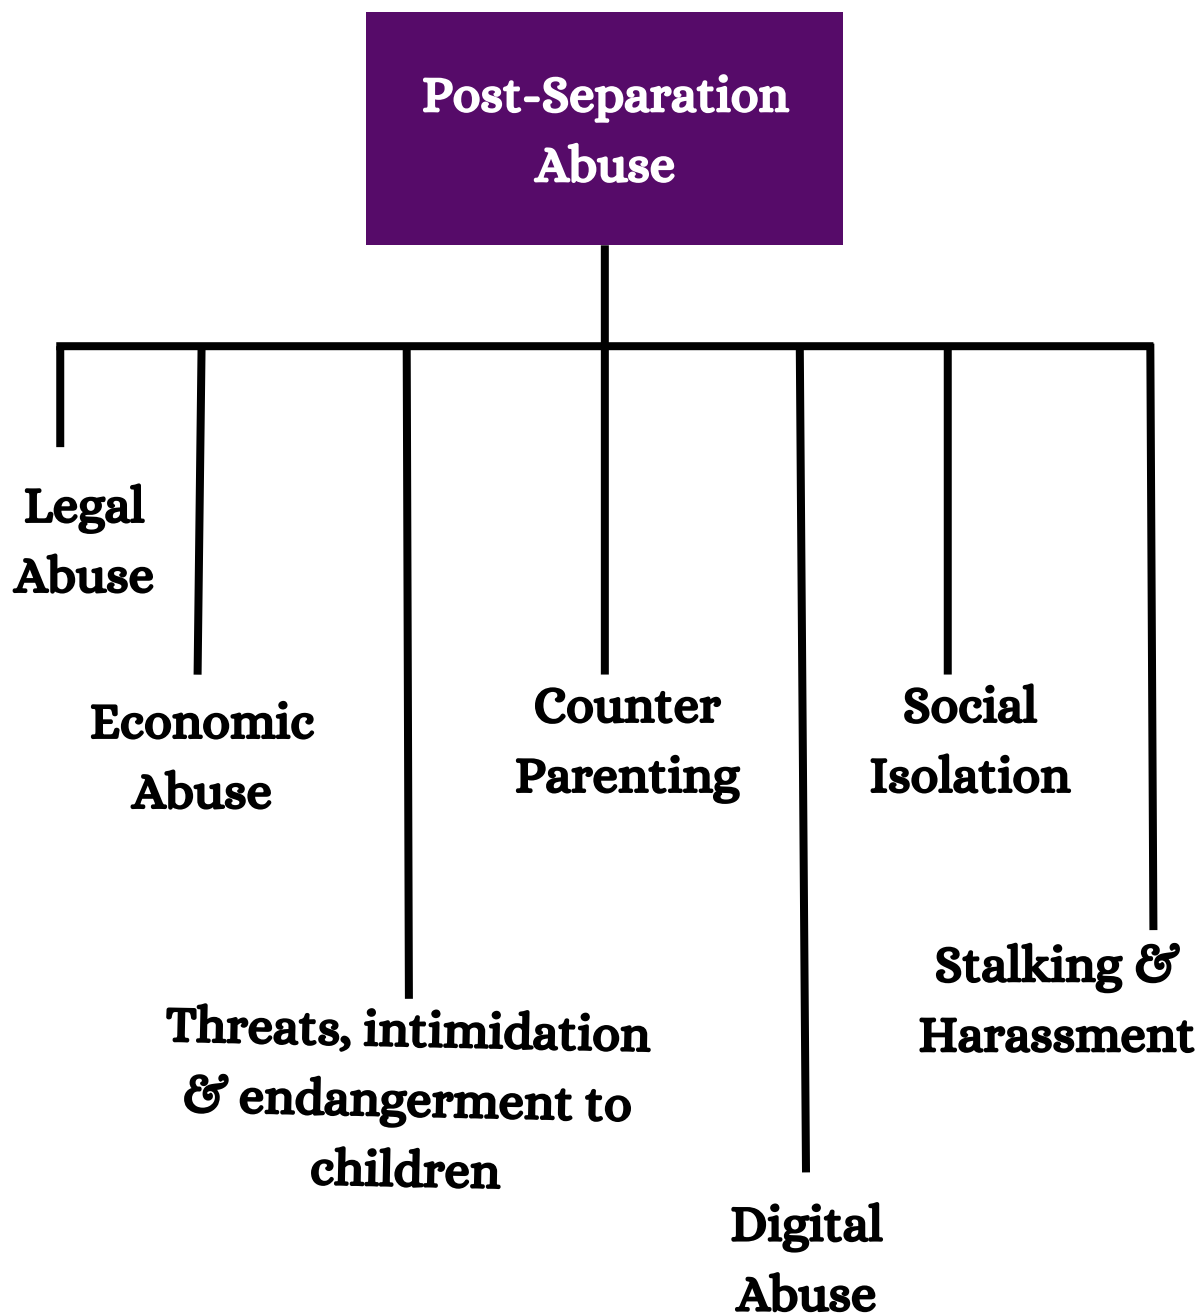 Post-Separation
Abuse
Legal
Abuse
Economic
Abuse
Threats, intimidation
& endangerment to
children
Counter
Parenting
Digital
Abuse
Social
Isolation
Stalking &
Harassment